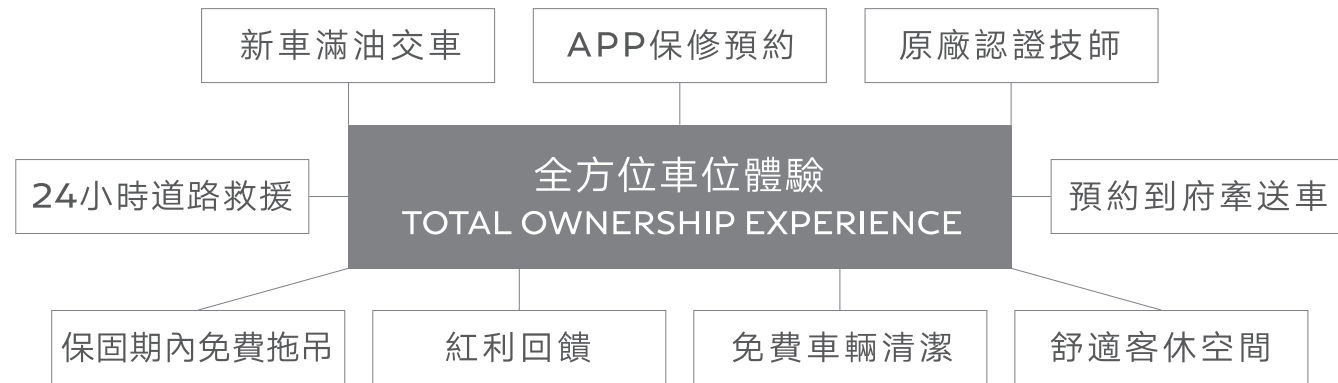 新車滿油交車
APP保修預約
原廠認證技師
24小時道路救援
全方位車位體驗
TOTAL OWNERSHIP EXPERIENCE
預約到府牽送車
保固期內免費拖吊
紅利回饋
免費車輛清潔
舒適客休空間